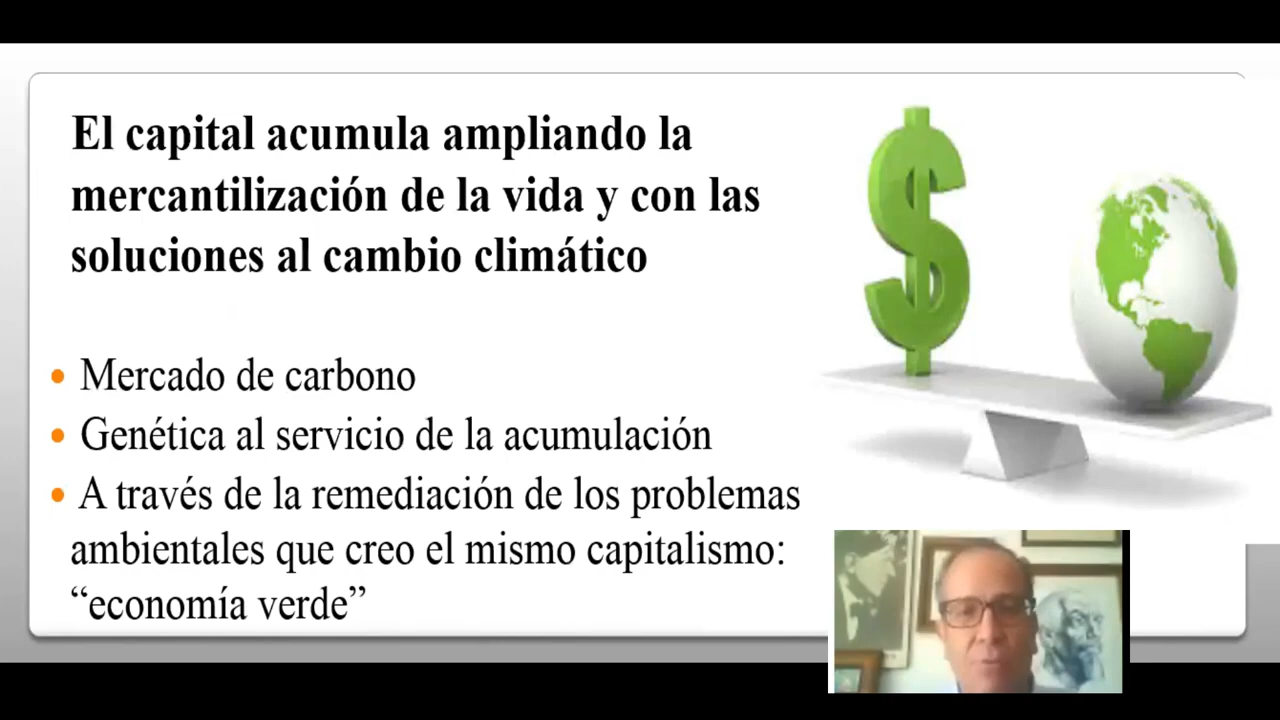 El capital acumula ampliando la
mercantilización de la vida y con las
soluciones al cambio climático
• Mercado de carbono
• Genética al servicio de la acumulación
• A través de la remediación de los problemas
ambientales que creo el mismo capitalismo:
“economía verde”